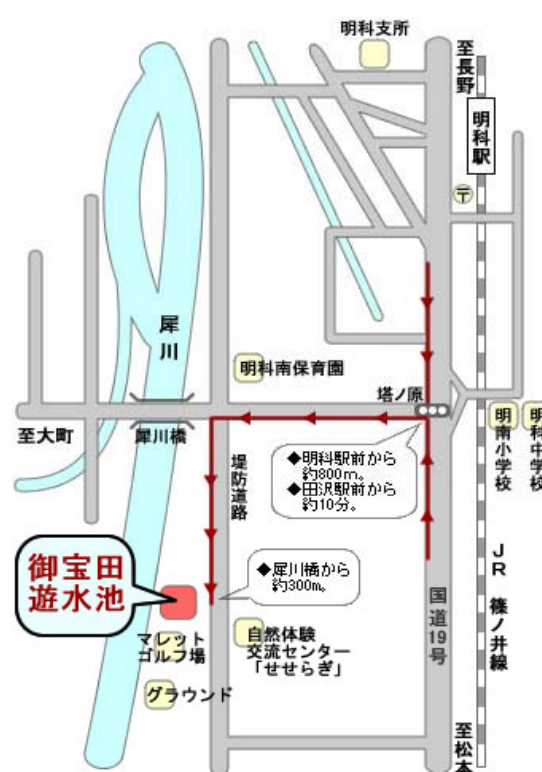 明科支所
至長野
明科駅
〒
犀川
明科南保育園
塔ノ原
至大町
犀川橋
明南小学校
明科中学校
堤防道路
◆明科駅前から
約800m。
◆田沢駅前から
約10分。
◆犀川橋から
約300m。
御宝田
遊水池
国道19号
JR 篠ノ井線
マレット
ゴルフ場
自然体験
交流センター
「せせらぎ」
グラウンド
至松本